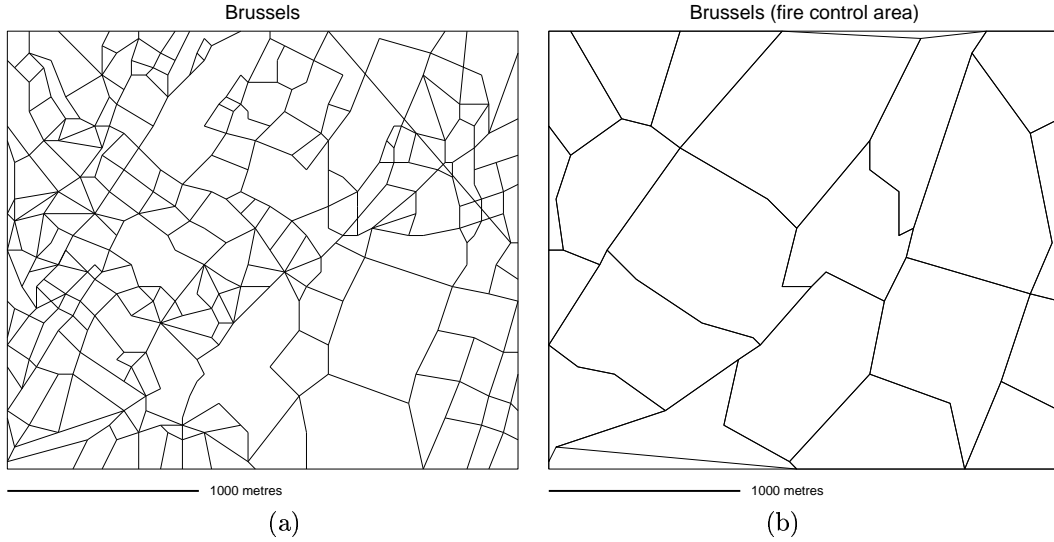 Brussels
Brussels (fire control area)
1000 metres
1000 metres
(a)
(b)